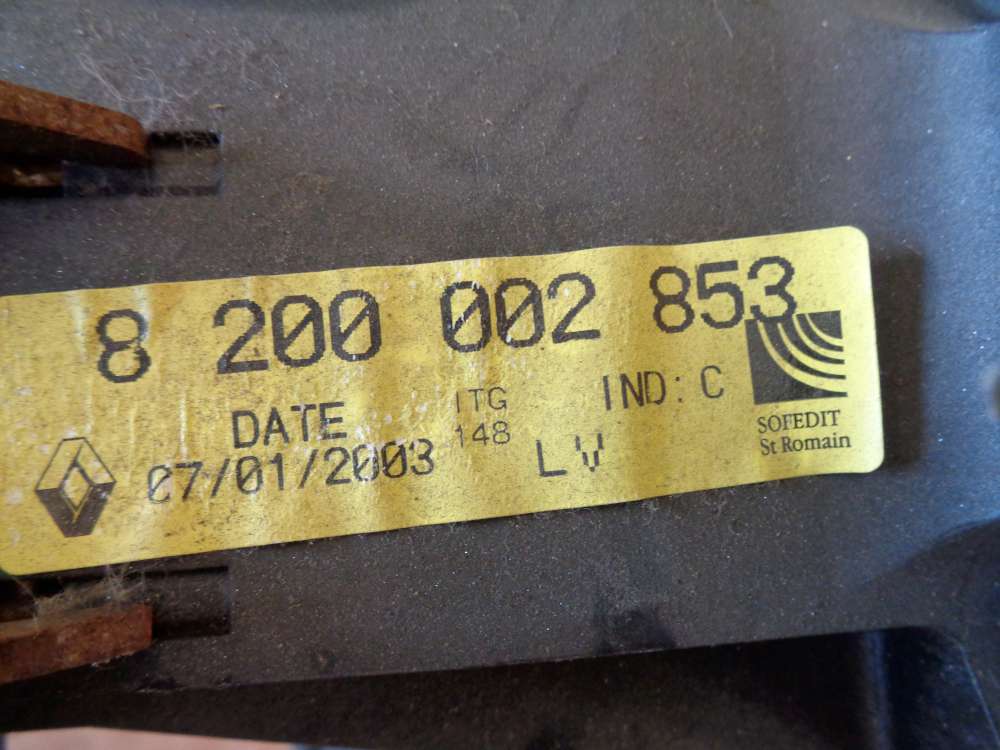 8 200 002 853
DATE ITG 148 IND: C
07/01/2003 LV
SOFEDIT
St Romain